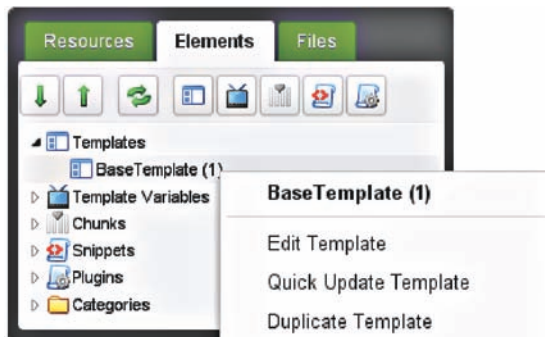 Resources Elements Files
Templates
BaseTemplate (1)
Template Variables
Chunks
Snippets
Plugins
Categories
BaseTemplate (1)
Edit Template
Quick Update Template
Duplicate Template